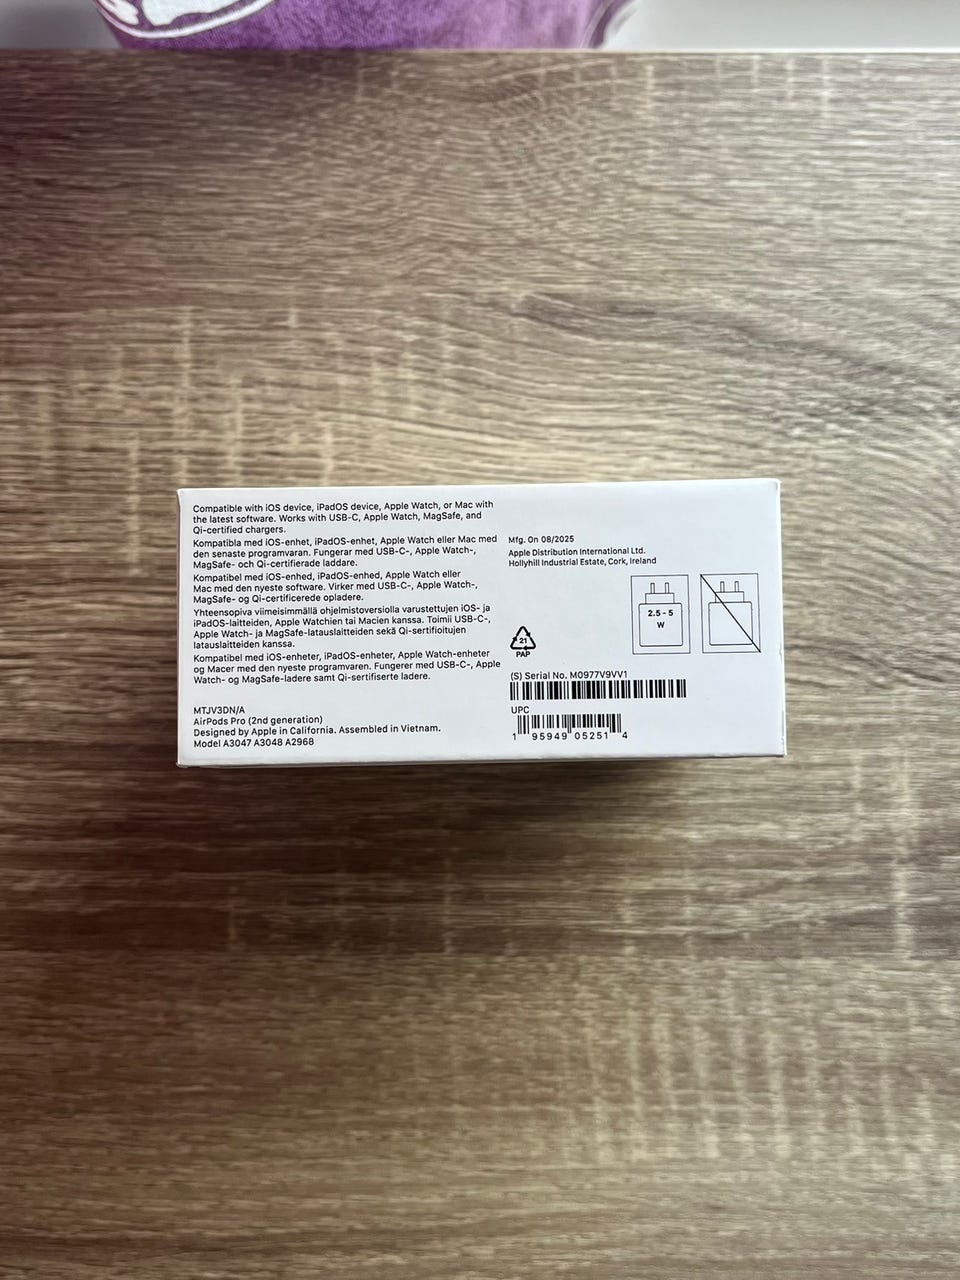 Compatible with iOS device, iPadOS device, Apple Watch, or Mac with
the latest software. Works with USB-C, Apple Watch, MagSafe, and
Qi-certified chargers.
Kompatibla med iOS-enhet, iPadOS-enhet, Apple Watch eller Mac med
den senaste programvaran. Fungerar med USB-C-, Apple Watch-,
MagSafe- och Qi-certifierade laddare.
Kompatibel med iOS-enhed, iPadOS-enhed, Apple Watch eller
Mac med den nyeste software. Virker med USB-C-, Apple Watch-,
MagSafe- og Qi-certificerede opladere.
Yhteensopiva viimeisimmällä ohjelmistoversiolla varustettujen iOS- ja
iPadOS-laitteiden, Apple Watchien tai Macien kanssa. Toimii USB-C-,
Apple Watch- ja MagSafe-latauslaitteiden sekä Qi-sertifioitujen
latauslaitteiden kanssa.
Kompatibel med iOS-enheter, iPadOS-enheter, Apple Watch-enheter
og Macer med den nyeste programvaren. Fungerer med USB-C-, Apple
Watch- og MagSafe-ladere samt Qi-sertifiserte ladere.
MTJV3DN/A
AirPods Pro (2nd generation)
Designed by Apple in California. Assembled in Vietnam.
Model A3047 A3048 A2968
Mfg. On 08/2025
Apple Distribution International Ltd.
Hollyhill Industrial Estate, Cork, Ireland
2.5 - 5
W
21
PAP
(S) Serial No. M0977V9VV1
UPC
1 95949 05251 4